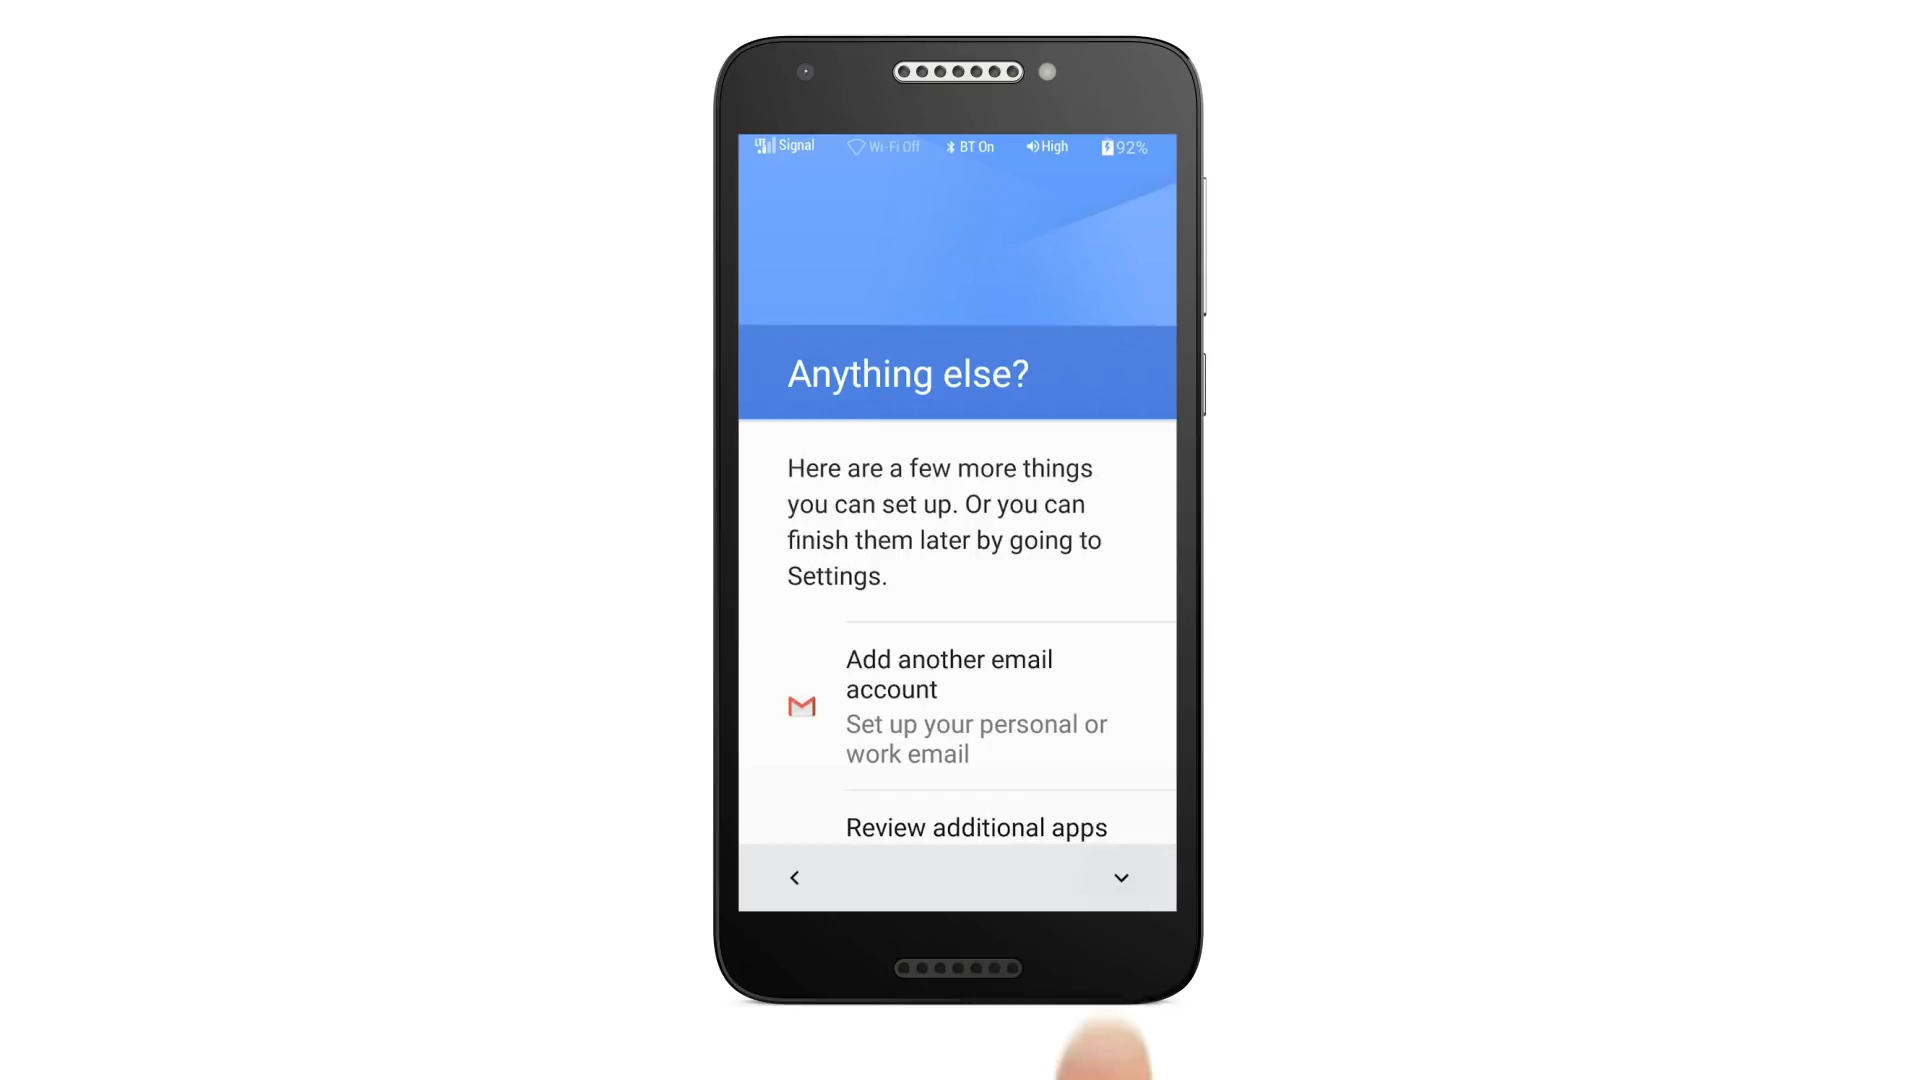 LTE Signal Wi-Fi Off BT On High 92%
Anything else?
Here are a few more things
you can set up. Or you can
finish them later by going to
Settings.
Add another email
account
Set up your personal or
work email
Review additional apps